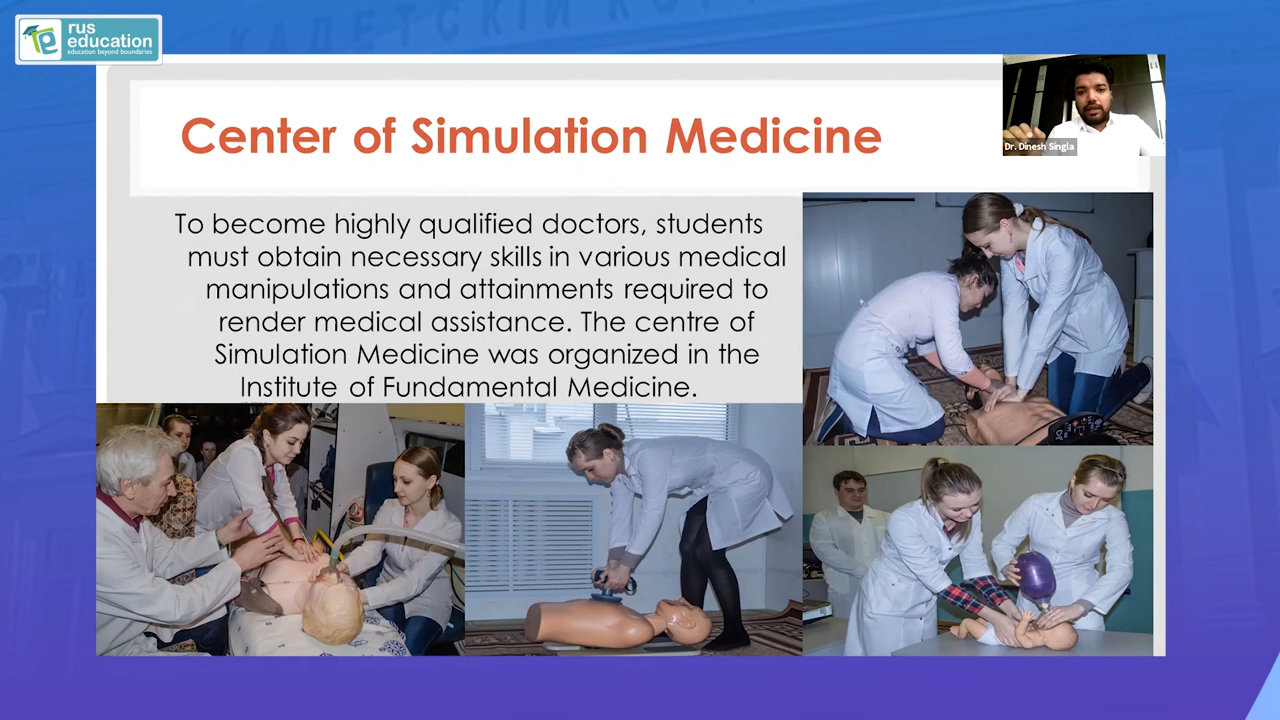 КАДЕТСКІЙ КОР
rus
education
education beyond boundaries
Center of Simulation Medicine
Dr. Dinesh Singla
To become highly qualified doctors, students
must obtain necessary skills in various medical
manipulations and attainments required to
render medical assistance. The centre of
Simulation Medicine was organized in the
Institute of Fundamental Medicine.